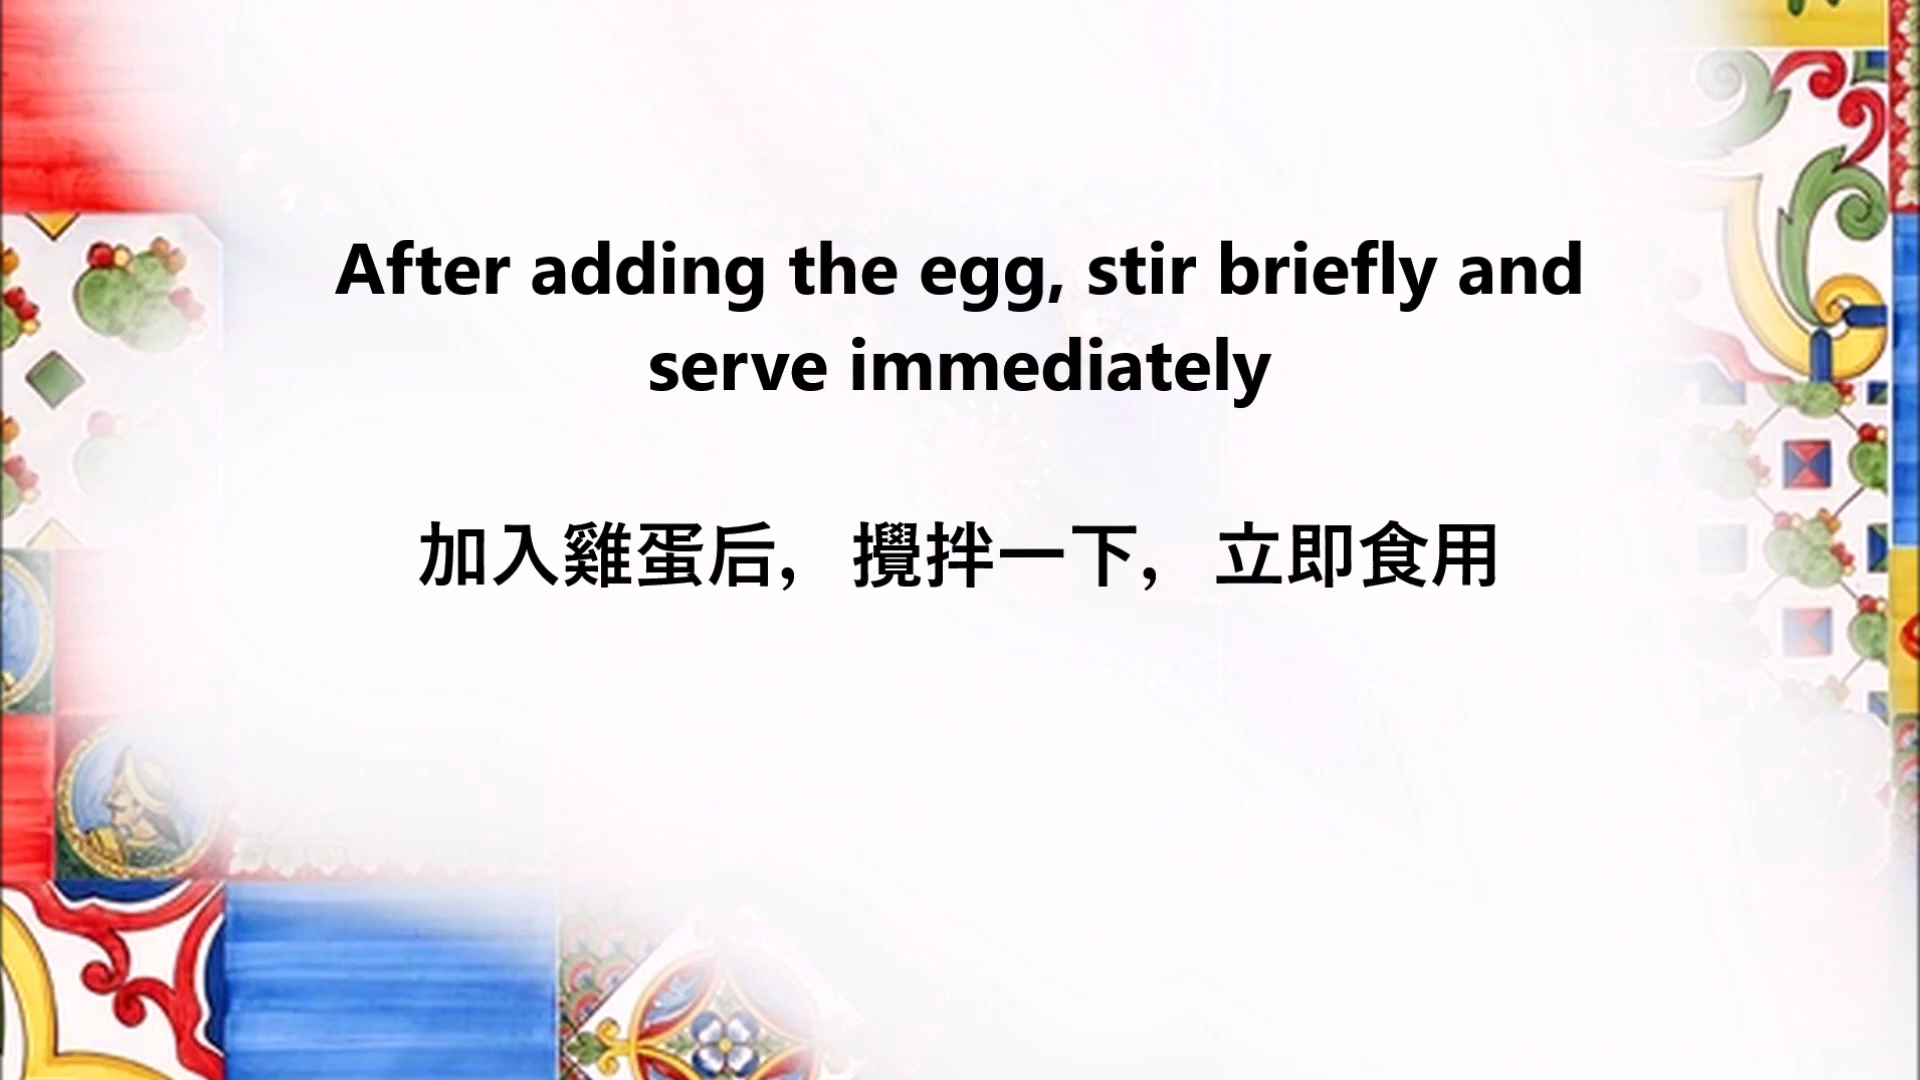 After adding the egg, stir briefly and
serve immediately
加入雞蛋后，攪拌一下，立即食用